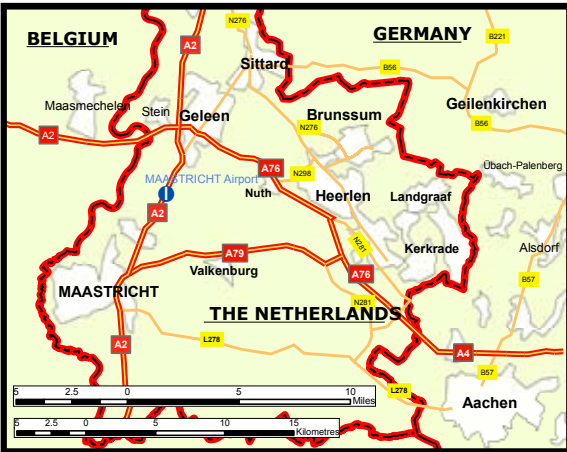 BELGIUM
GERMANY
N276
A2
B221
Sittard
B56
Maasmechelen
Stein
Geleen
Brunssum
Geilenkirchen
A2
N276
B56
A76
N298
Übach-Palenberg
MAASTRICHT Airport
Nuth
Heerlen
Landgraaf
A2
N281
Kerkrade
Alsdorf
A79
Valkenburg
A76
B57
MAASTRICHT
N281
THE NETHERLANDS
A2
L278
A4
B57
L278
Aachen
5 2.5 0 5 10
Miles
5 2.5 0 5 10 15
Kilometres